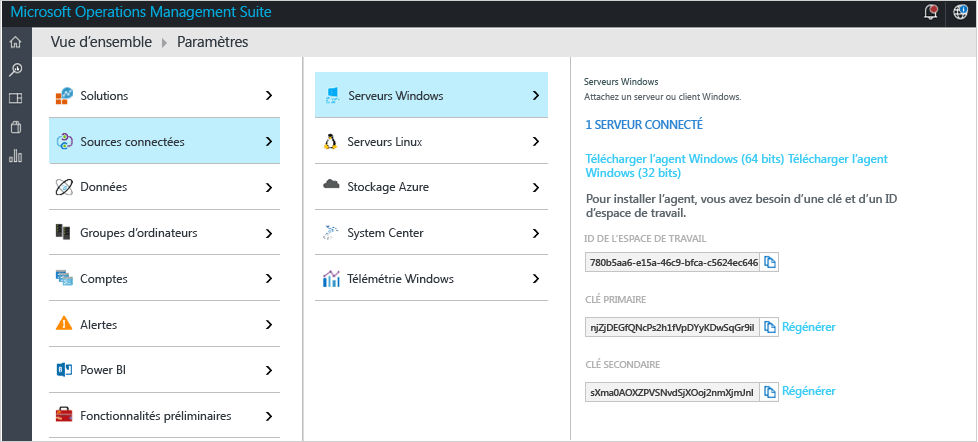 Microsoft Operations Management Suite
Vue d'ensemble
Paramètres
Solutions
Sources connectées
Données
Groupes d'ordinateurs
Comptes
Alertes
Power BI
Fonctionnalités préliminaires
Serveurs Windows
Serveurs Linux
Stockage Azure
System Center
Télémétrie Windows
Serveurs Windows
Attachez un serveur ou client Windows.
1 SERVEUR CONNECTÉ
Télécharger l'agent Windows (64 bits) Télécharger l'agent
Windows (32 bits)
Pour installer l'agent, vous avez besoin d'une clé et d'un ID
d'espace de travail.
ID DE L'ESPACE DE TRAVAIL
780b5aa6-e15a-46c9-bfca-c5624ec646
CLÉ PRIMAIRE
njZjDEGfQNcPs2h1fVpDYyKDwSqGr9il
Régénérer
CLÉ SECONDAIRE
sXma0AOXZPVSNvdSjXOoj2nmXjmJnl
Régénérer